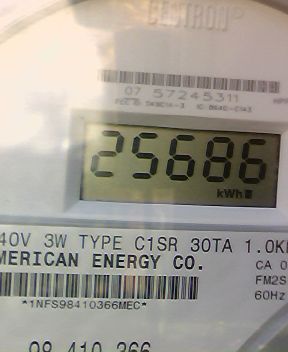 CENTRON®
07 57245311
25686
kWh
40V 3W TYPE C1SR 30TA 1.0K
MERICAN ENERGY CO.
CA 0
FM2S
60Hz
*1NFS98410366MEC*
98 410 366